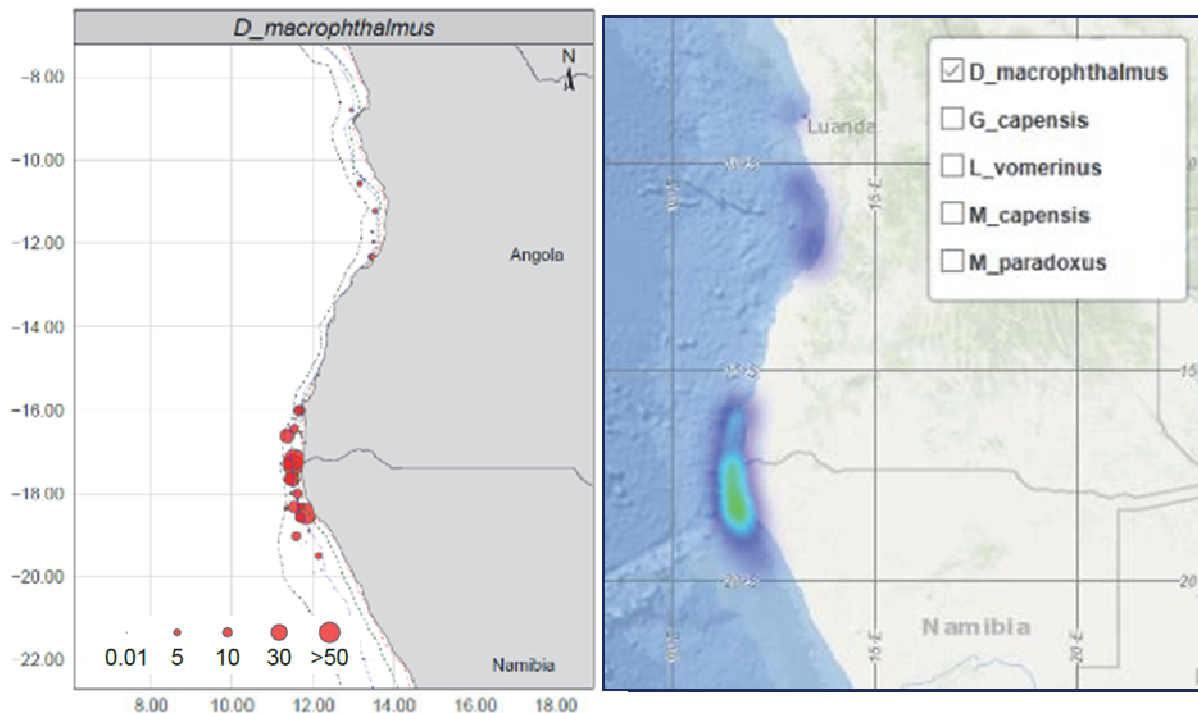 D_macrophthalmus
N
−8.00
−10.00
−12.00
−14.00
−16.00
−18.00
−20.00
−22.00
Angola
Namibia
0.01 5 10 30 >50
8.00 10.00 12.00 14.00 16.00 18.00
D_macrophthalmus
G_capensis
L_vomerinus
M_capensis
M_paradoxus
Luanda
15°E
15
20
Namibia
15°E
20°E